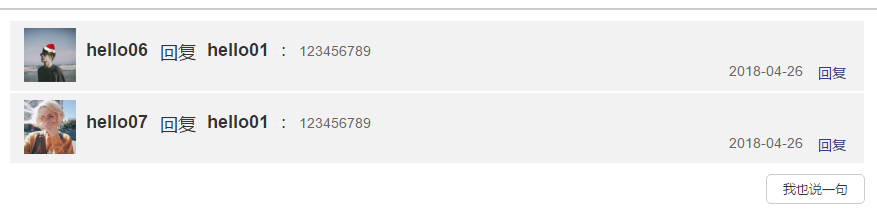 hello06 回复 hello01 : 123456789
2018-04-26 回复
hello07 回复 hello01 : 123456789
2018-04-26 回复
我也说一句